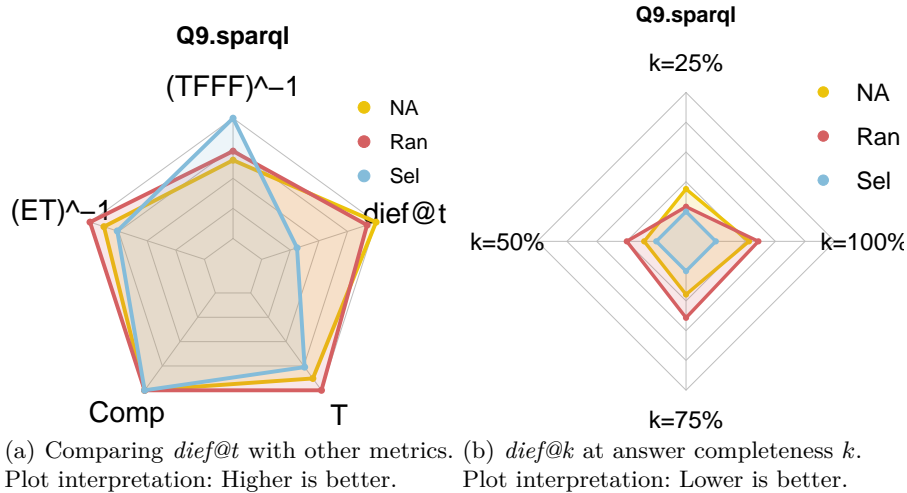 Q9.sparql
(TFFF)^−1
NA
Ran
Sel
(ET)^−1
dief@t
Comp
T
Q9.sparql
k=25%
NA
Ran
Sel
k=50%
k=100%
k=75%
(a) Comparing dief@t with other metrics.
Plot interpretation: Higher is better.
(b) dief@k at answer completeness k.
Plot interpretation: Lower is better.